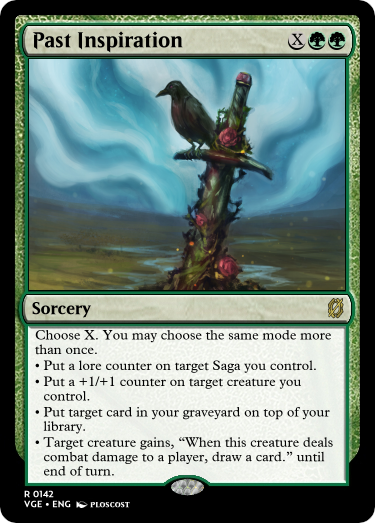 Past Inspiration X
Sorcery
Choose X. You may choose the same mode more
than once.
• Put a lore counter on target Saga you control.
• Put a +1/+1 counter on target creature you
control.
• Put target card in your graveyard on top of your
library.
• Target creature gains, “When this creature deals
combat damage to a player, draw a card.” until
end of turn.
R 0142
VGE • ENG PLOSCOST